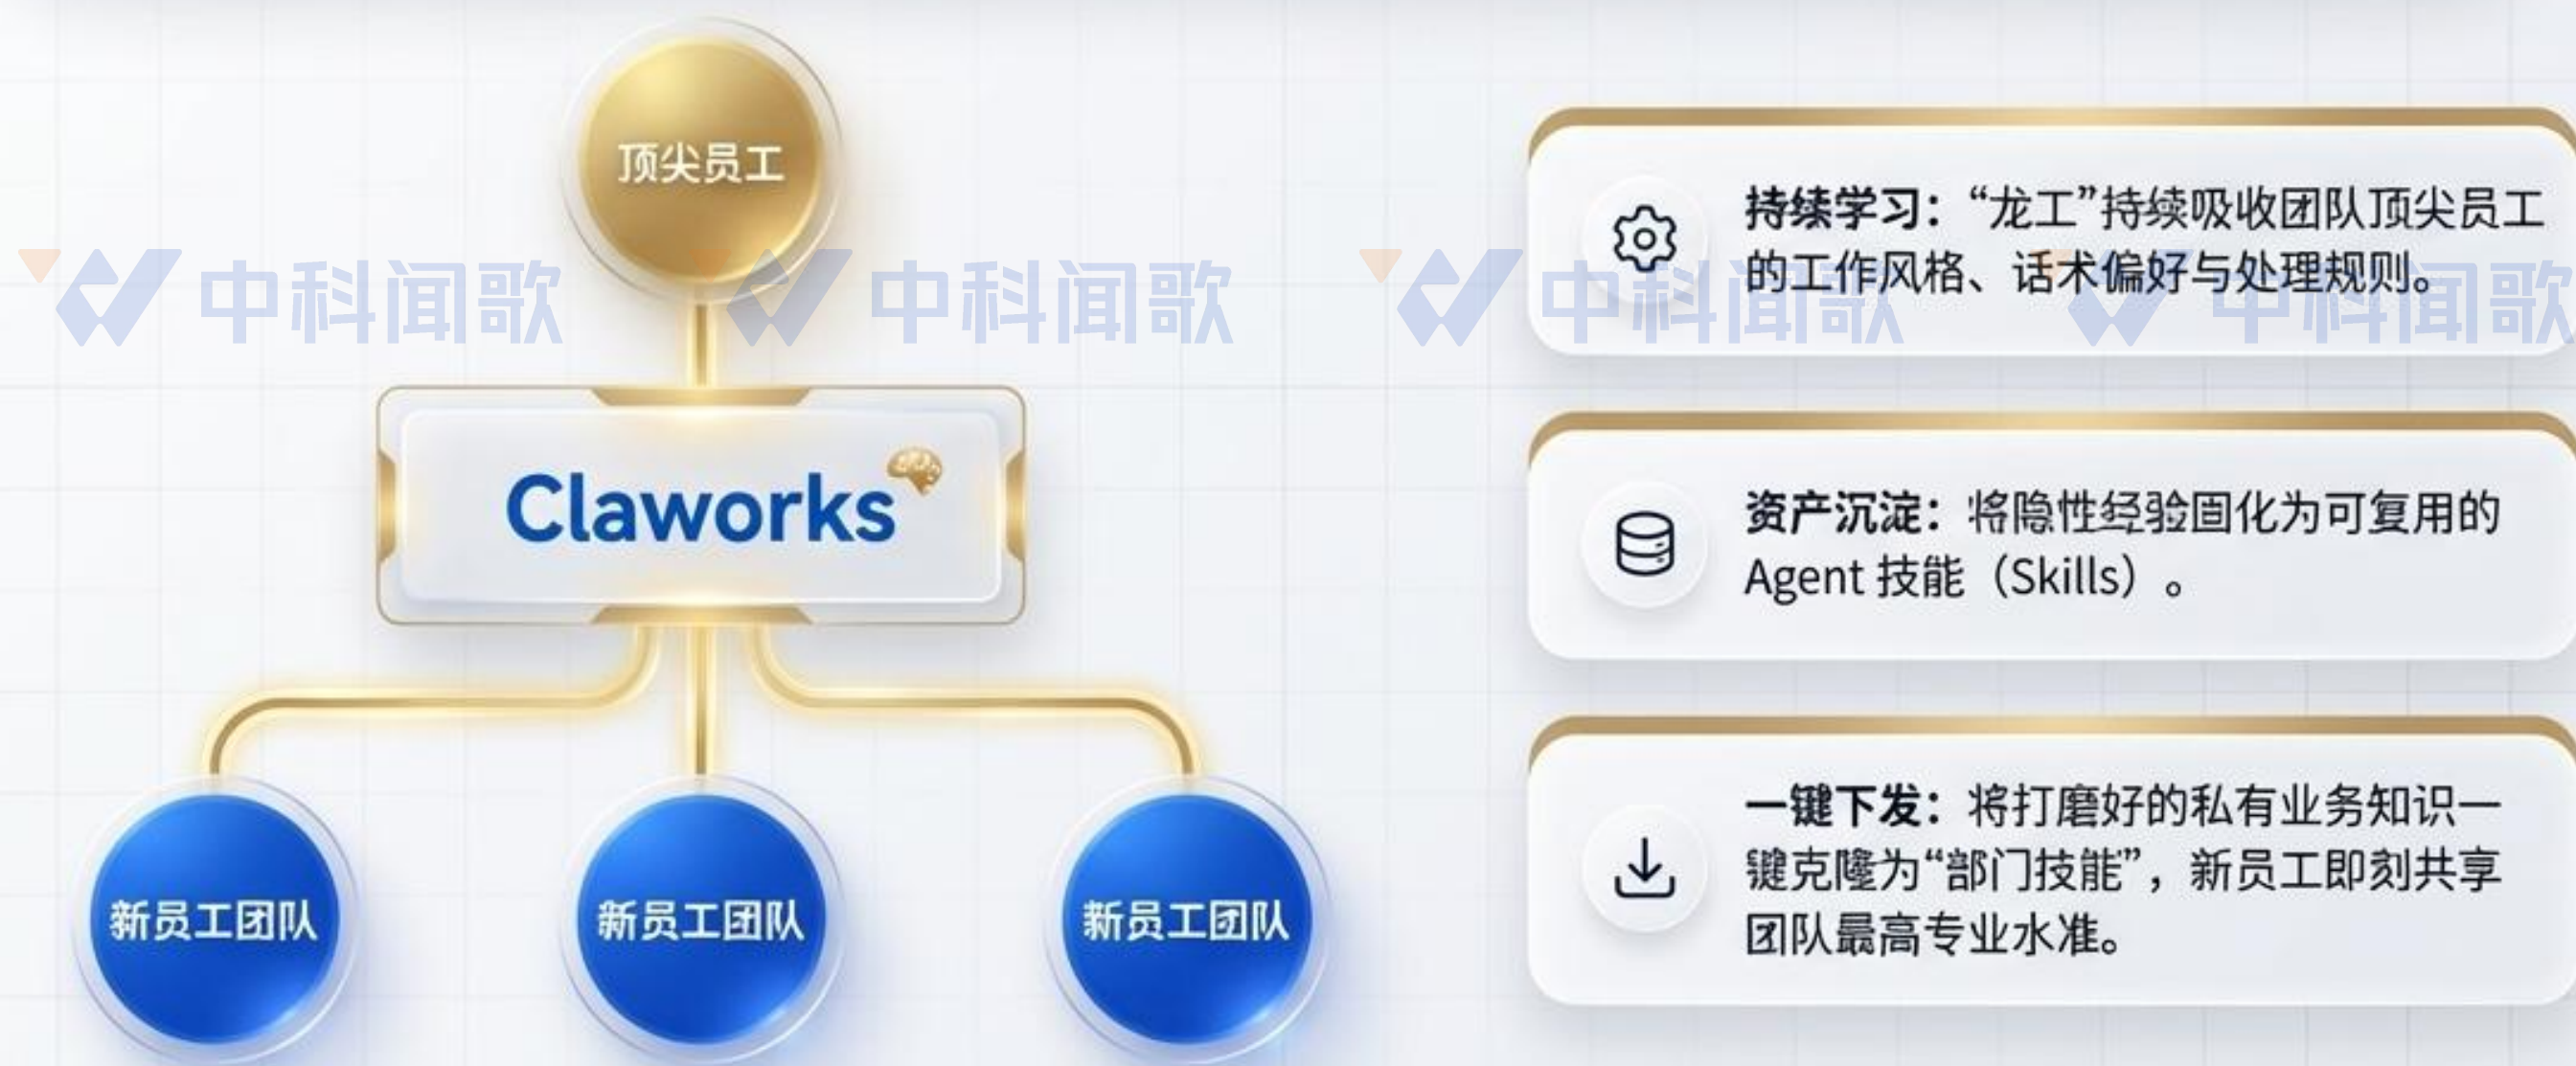 顶尖员工
中科闻歌
中科闻歌
中科闻歌
中科闻歌
Claworks
新员工团队
新员工团队
新员工团队
持续学习：“龙工”持续吸收团队顶尖员工
的工作风格、话术偏好与处理规则。
资产沉淀：将隐性经验固化为可复用的
Agent 技能（Skills）。
一键下发：将打磨好的私有业务知识一
键克隆为“部门技能”，新员工即刻共享
团队最高专业水准。